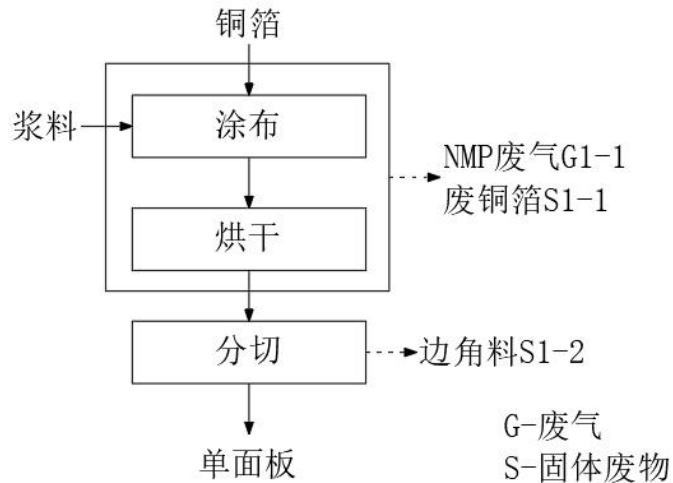 铜箔
浆料
涂布
NMP废气G1-1
废铜箔S1-1
烘干
分切
边角料S1-2
单面板
G-废气
S-固体废物